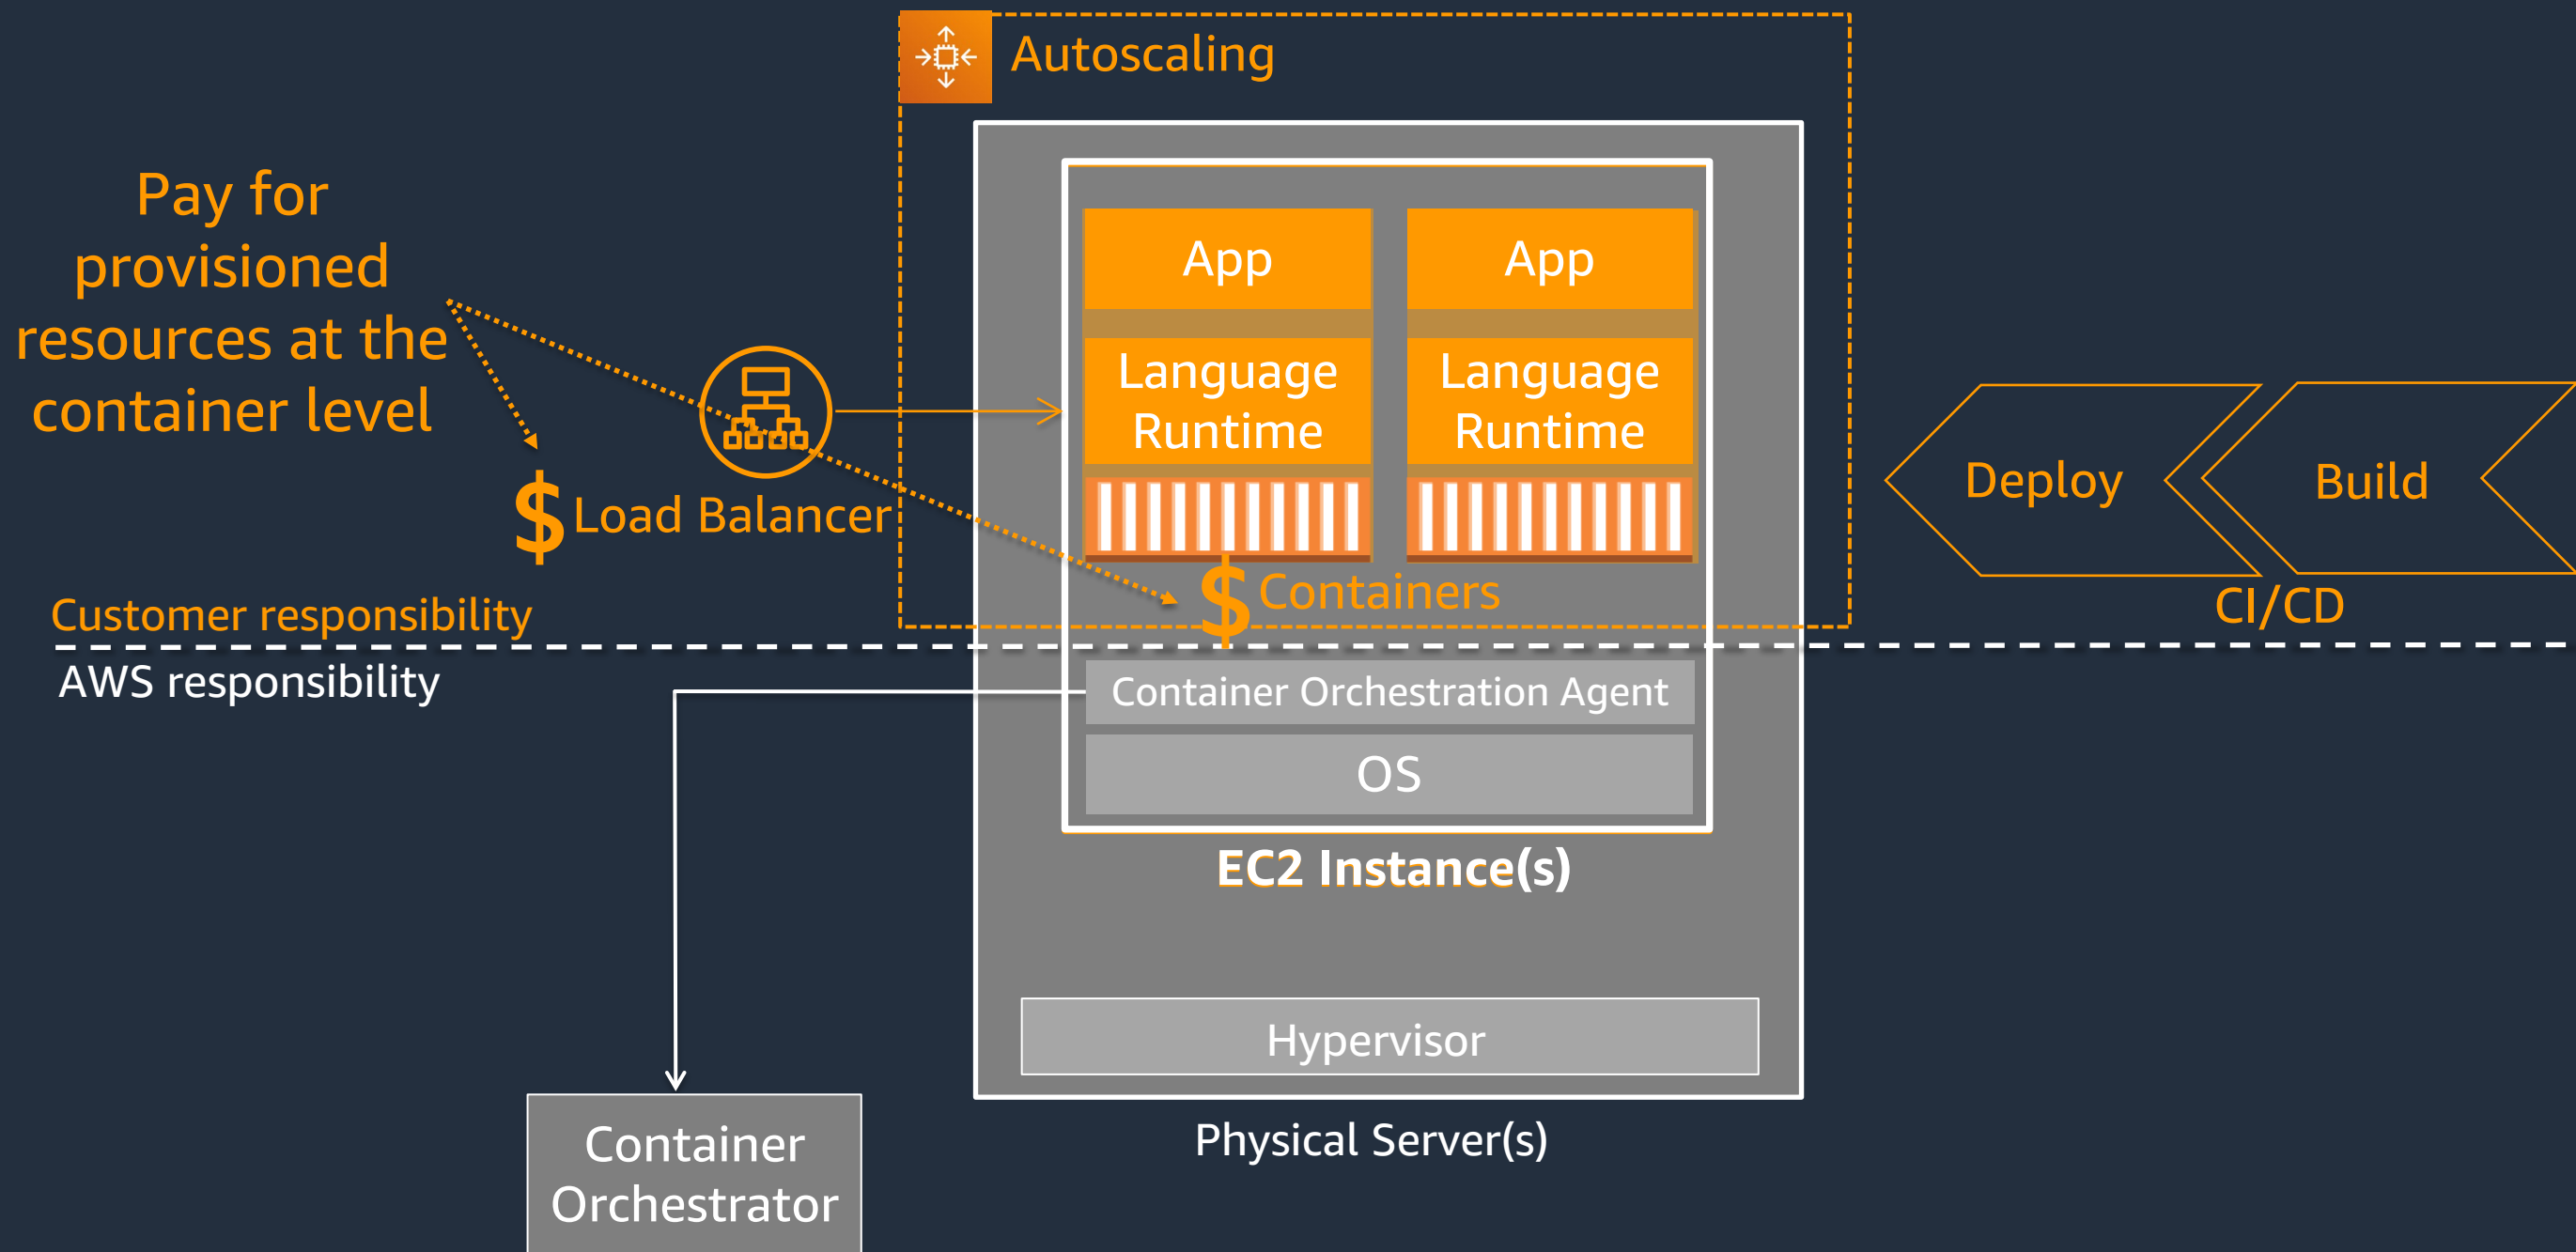 Autoscaling
Pay for
provisioned
resources at the
container level
App
App
Language
Runtime
Language
Runtime
$ Load Balancer
$ Containers
Deploy
Build
CI/CD
Customer responsibility
AWS responsibility
Container Orchestration Agent
OS
EC2 Instance(s)
Hypervisor
Physical Server(s)
Container
Orchestrator